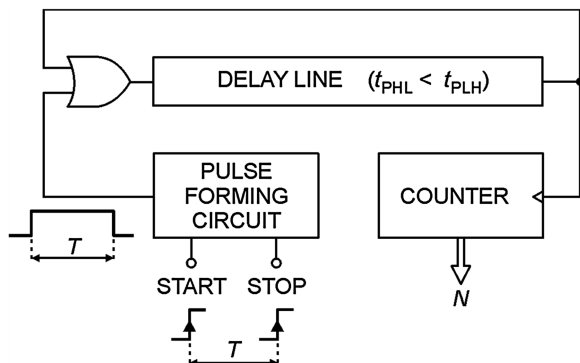 DELAY LINE (tPHL < tPLH)
PULSE
FORMING
CIRCUIT
COUNTER
T
START STOP
N
T